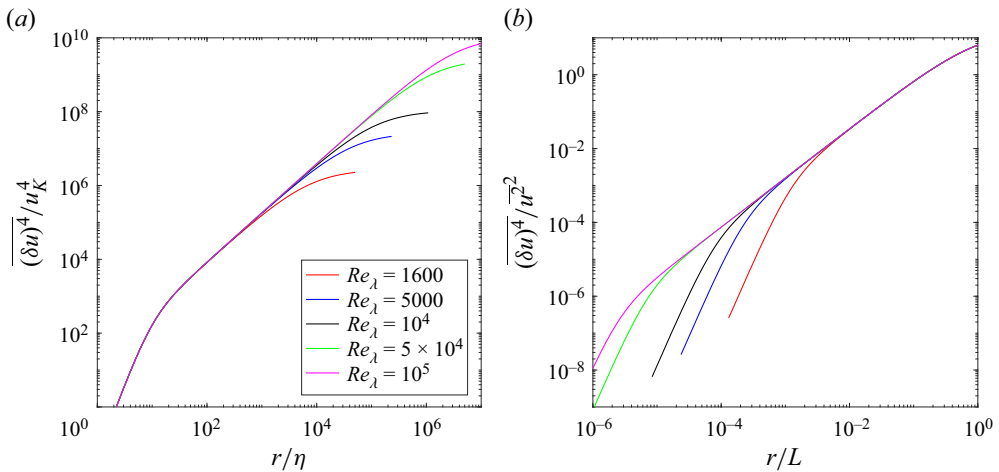 (a)
(b)
10^10
10^8
10^6
10^4
10^2
10^0
10^2
10^4
10^6
\overline{(δu)^4}/u_K^4
r/η
Re_λ = 1600
Re_λ = 5000
Re_λ = 10^4
Re_λ = 5 × 10^4
Re_λ = 10^5
10^0
10^−2
10^−4
10^−6
10^−8
10^−6
10^−4
10^−2
10^0
\overline{(δu)^4}/\overline{u^2}^2
r/L